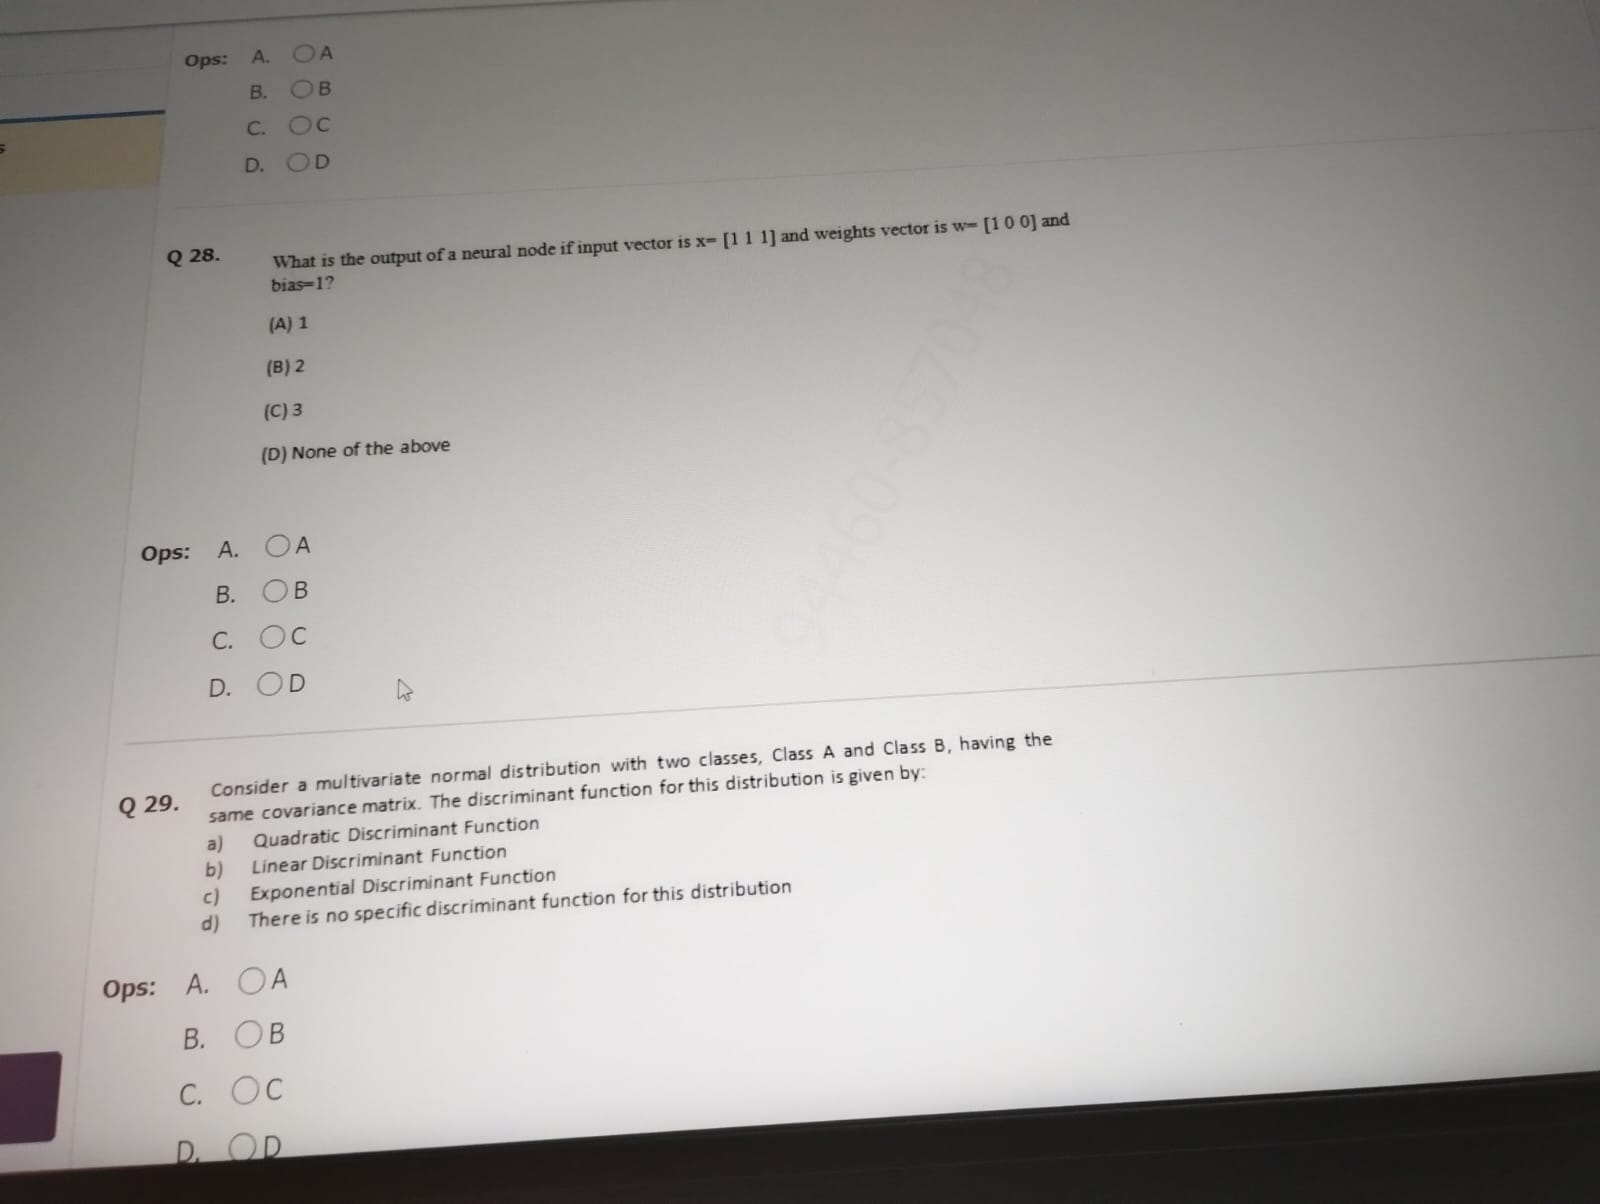 Ops: A. A
B. B
C. C
D. D
Q 28. What is the output of a neural node if input vector is x= [1 1 1] and weights vector is w= [1 0 0] and
bias=1?
(A) 1
(B) 2
(C) 3
(D) None of the above
Ops: A. A
B. B
C. C
D. D
Q 29. Consider a multivariate normal distribution with two classes, Class A and Class B, having the
same covariance matrix. The discriminant function for this distribution is given by:
a) Quadratic Discriminant Function
b) Linear Discriminant Function
c) Exponential Discriminant Function
d) There is no specific discriminant function for this distribution
Ops: A. A
B. B
C. C
D. D